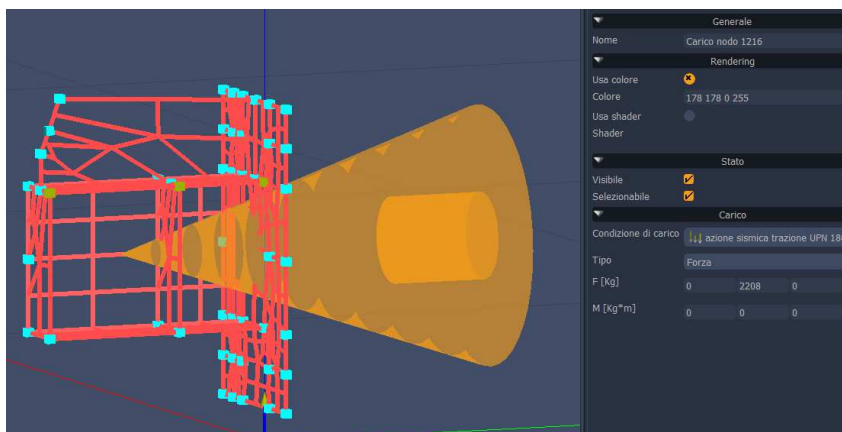 Generale
Nome Carico nodo 1216
Rendering
Usa colore
Colore 178 178 0 255
Usa shader
Shader
Stato
Visibile
Selezionabile
Carico
Condizione di carico azione sismica trazione UPN 180
Tipo Forza
F [Kg] 0 2208 0
M [Kg*m] 0 0 0